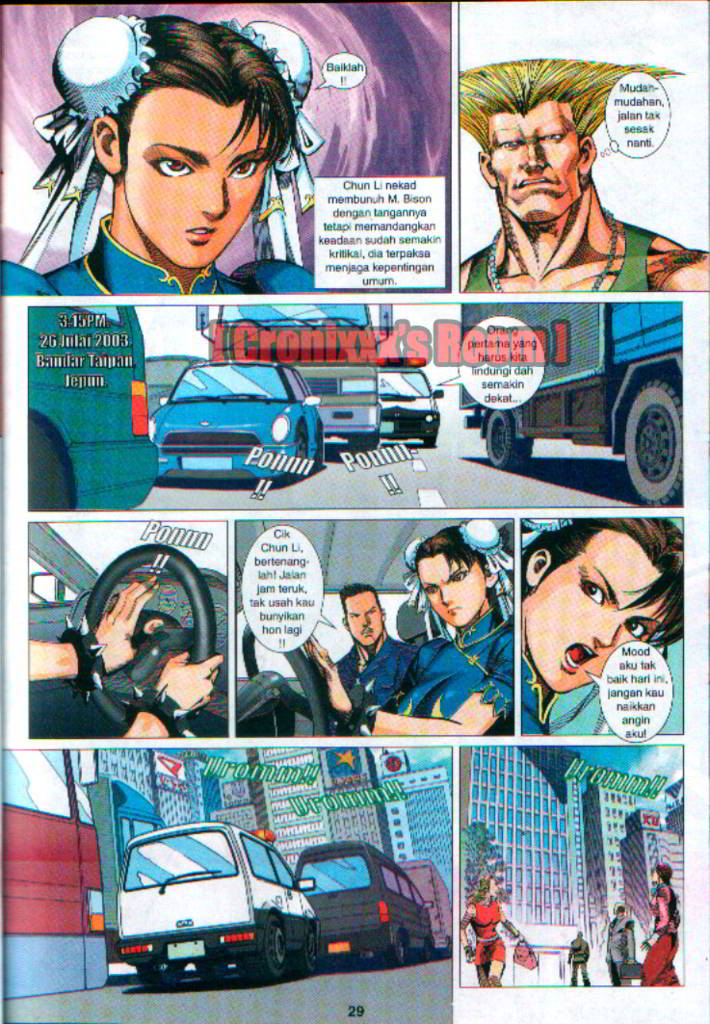 Baiklah
!!
Mudah-
mudahan,
jalan tak
sesak
nanti.
Chun Li nekad
membunuh M. Bison
dengan tangannya
tetapi memandangkan
keadaan sudah semakin
kritikal, dia terpaksa
menjaga kepentingan
umum.
3.15PM.
26 Julai 2003.
Bandar Taipan
Jepun.
[Cronixxx's Room]
Orang
pertama yang
harus kita
lindungi dah
semakin
dekat...
Ponnn
!!
Ponnn-
!!
Ponnn
!!
Cik
Chun Li,
bertenang-
lah! Jalan
jam teruk,
tak usah kau
bunyikan
hon lagi
!!
Mood
aku tak
baik hari ini,
jangan kau
naikkan
angin
aku!
Vromm!!
Vromm!!
Vromm!!
29